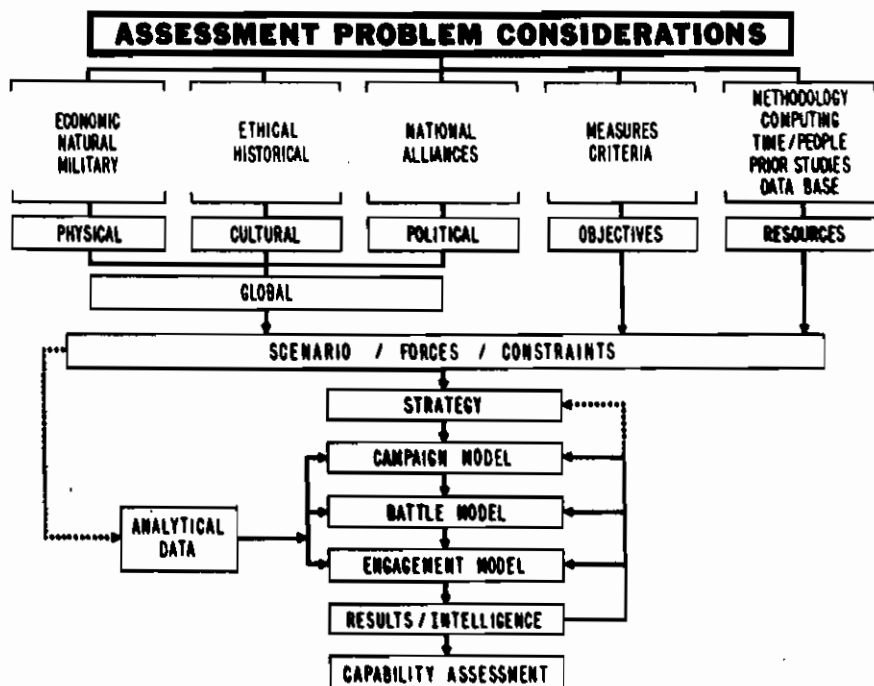 ASSESSMENT PROBLEM CONSIDERATIONS
ECONOMIC
NATURAL
MILITARY
ETHICAL
HISTORICAL
NATIONAL
ALLIANCES
MEASURES
CRITERIA
METHODOLOGY
COMPUTING
TIME/PEOPLE
PRIOR STUDIES
DATA BASE
PHYSICAL
CULTURAL
POLITICAL
OBJECTIVES
RESOURCES
GLOBAL
SCENARIO / FORCES / CONSTRAINTS
STRATEGY
CAMPAIGN MODEL
BATTLE MODEL
ANALYTICAL
DATA
ENGAGEMENT MODEL
RESULTS/INTELLIGENCE
CAPABILITY ASSESSMENT